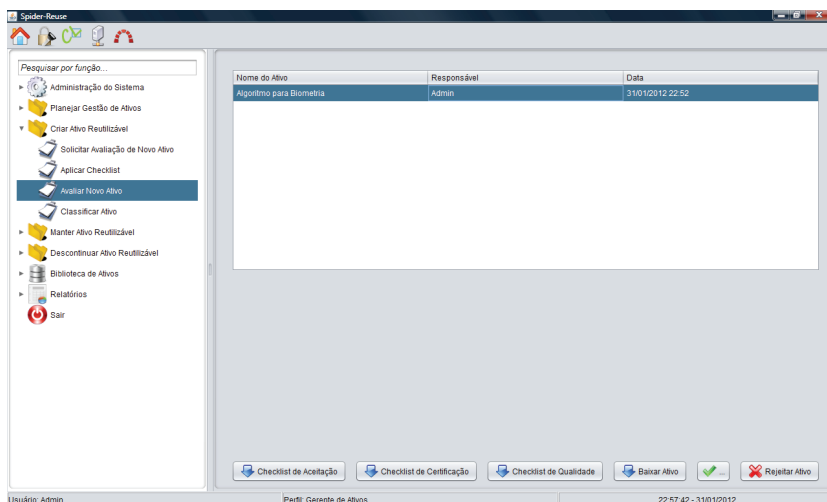 Spider-Reuse
Pesquisar por função...
Administração do Sistema
Planejar Gestão de Ativos
Criar Ativo Reutilizável
Solicitar Avaliação de Novo Ativo
Aplicar Checklist
Avaliar Novo Ativo
Classificar Ativo
Manter Ativo Reutilizável
Descontinuar Ativo Reutilizável
Biblioteca de Ativos
Relatórios
Sair
Nome do Ativo Responsável Data
Algoritmo para Biometria Admin 31/01/2012 22:52
Checklist de Aceitação Checklist de Certificação Checklist de Qualidade Baixar Ativo ... Rejeitar Ativo
Usuário: Admin Perfil: Gerente de Ativos 22:57:42 - 31/01/2012